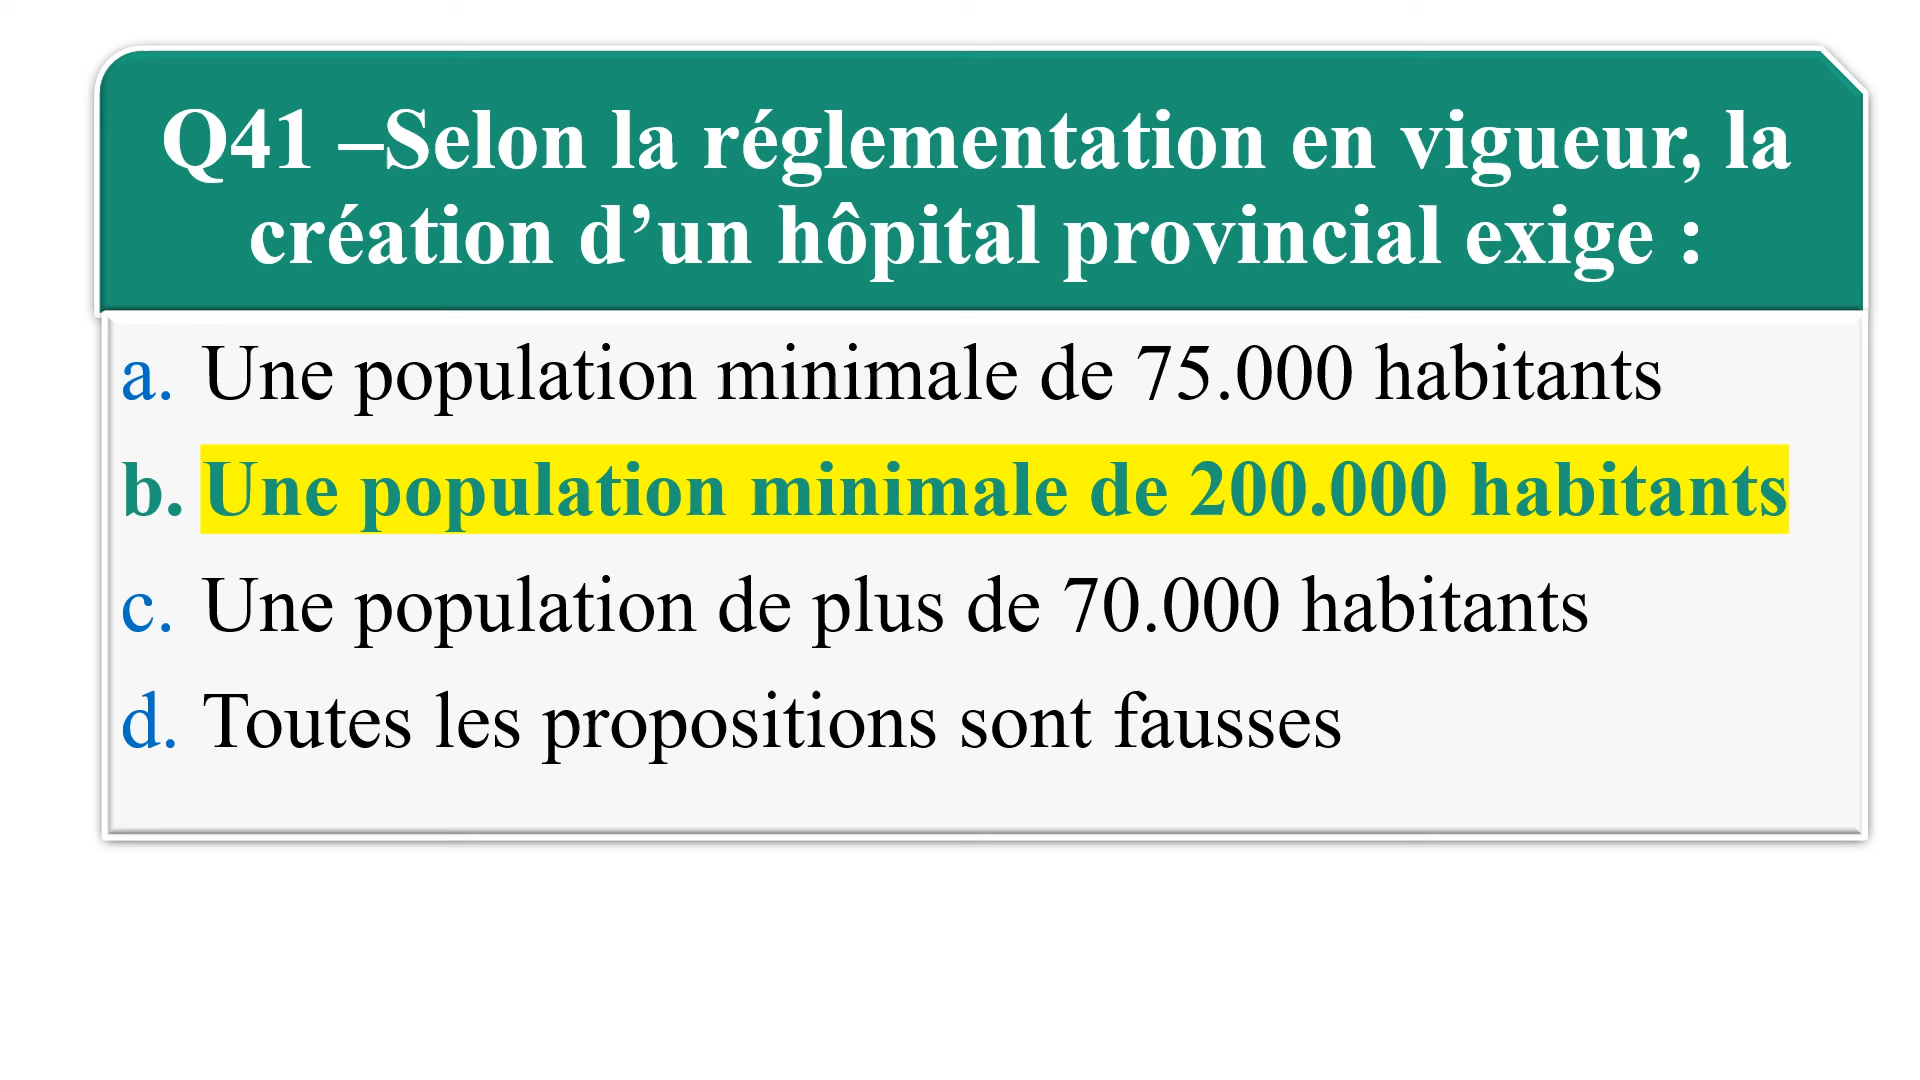 Q41 –Selon la réglementation en vigueur, la
création d’un hôpital provincial exige :
a. Une population minimale de 75.000 habitants
b. Une population minimale de 200.000 habitants
c. Une population de plus de 70.000 habitants
d. Toutes les propositions sont fausses